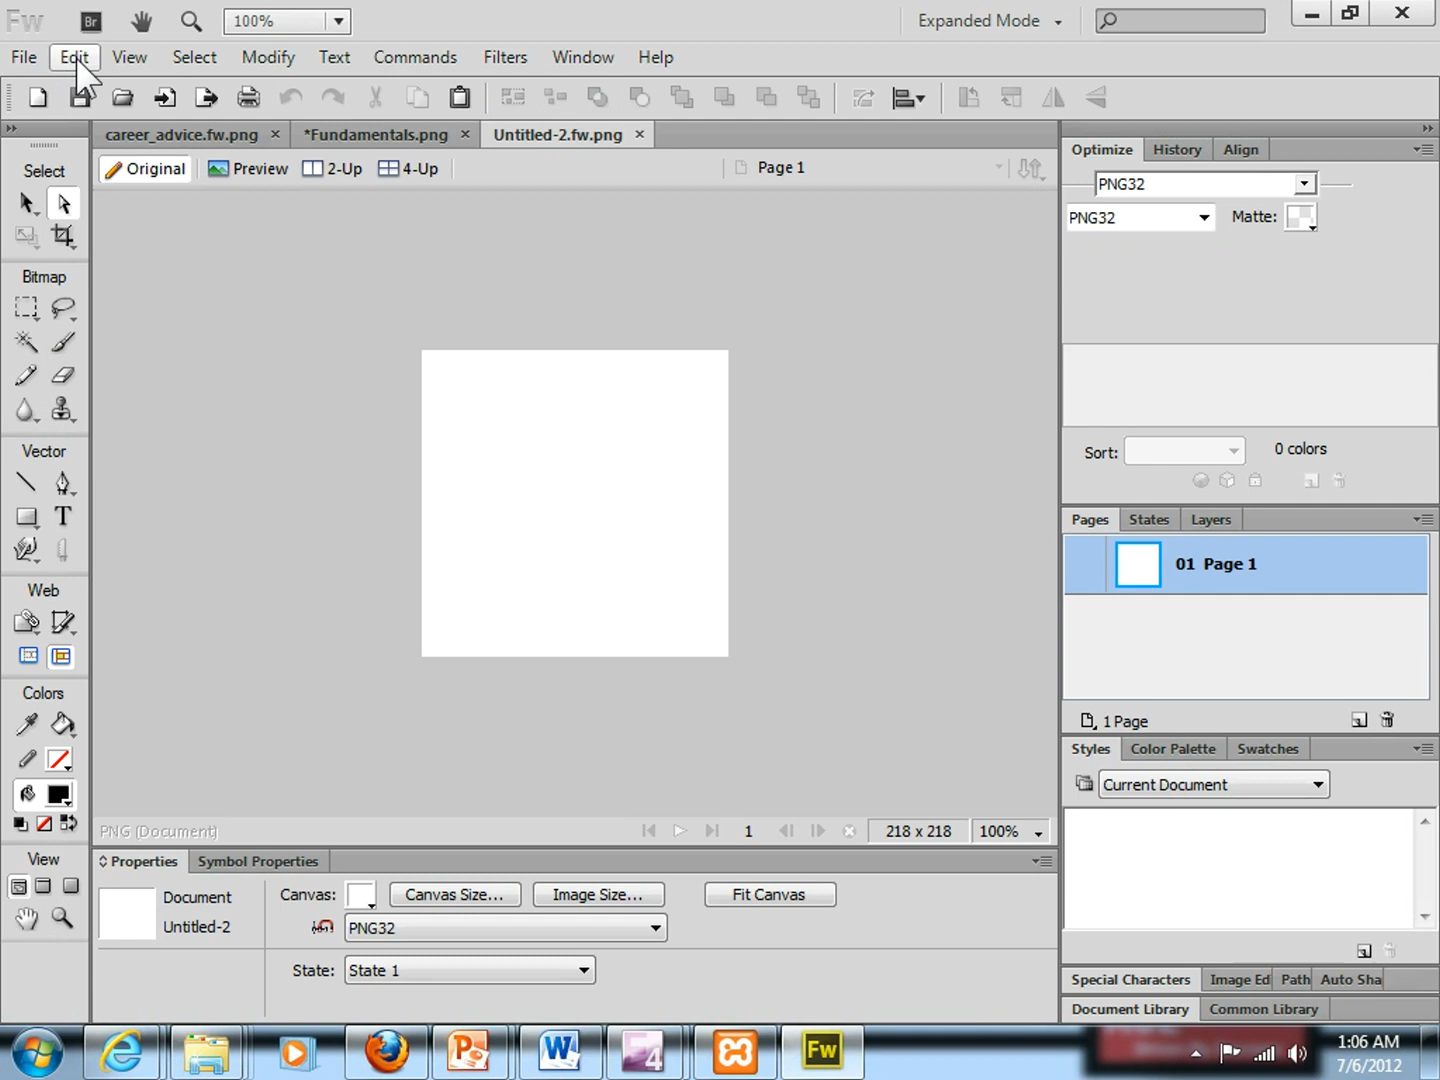 Fw Br 100% Expanded Mode
File Edit View Select Modify Text Commands Filters Window Help
career_advice.fw.png × *Fundamentals.png × Untitled-2.fw.png ×
Original Preview 2-Up 4-Up Page 1
Select
Bitmap
Vector
T
Web
Colors
View
Optimize History Align
PNG32
PNG32 Matte:
Sort: 0 colors
Pages States Layers
01 Page 1
1 Page
Styles Color Palette Swatches
Current Document
Special Characters Image Ed Path Auto Sha
Document Library Common Library
PNG (Document) 1 218 x 218 100%
Properties Symbol Properties
Document Canvas: Canvas Size... Image Size... Fit Canvas
Untitled-2 PNG32
State: State 1
P W 4 Fw
1:06 AM
7/6/2012